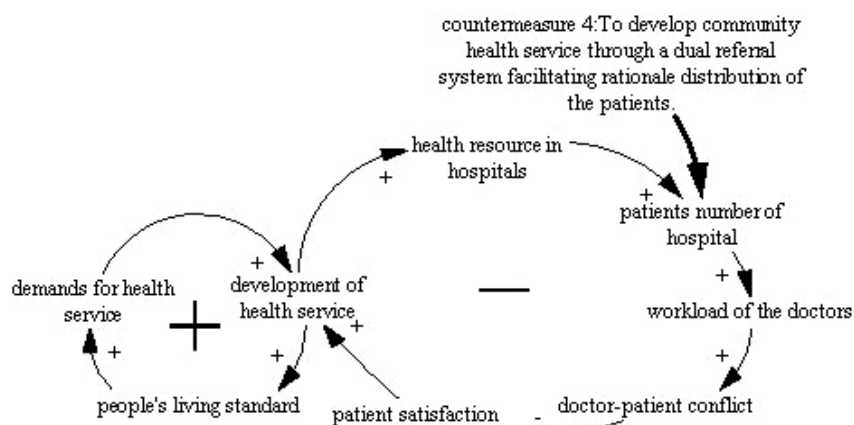 countermeasure 4:To develop community
health service through a dual referral
system facilitating rationale distribution of
the patients.
health resource in
hospitals
+
+
patients number of
hospital
+
demands for health
service
+
development of
health service
+
+
−
+
workload of the doctors
+
+
+
people's living standard
patient satisfaction
-
doctor-patient conflict